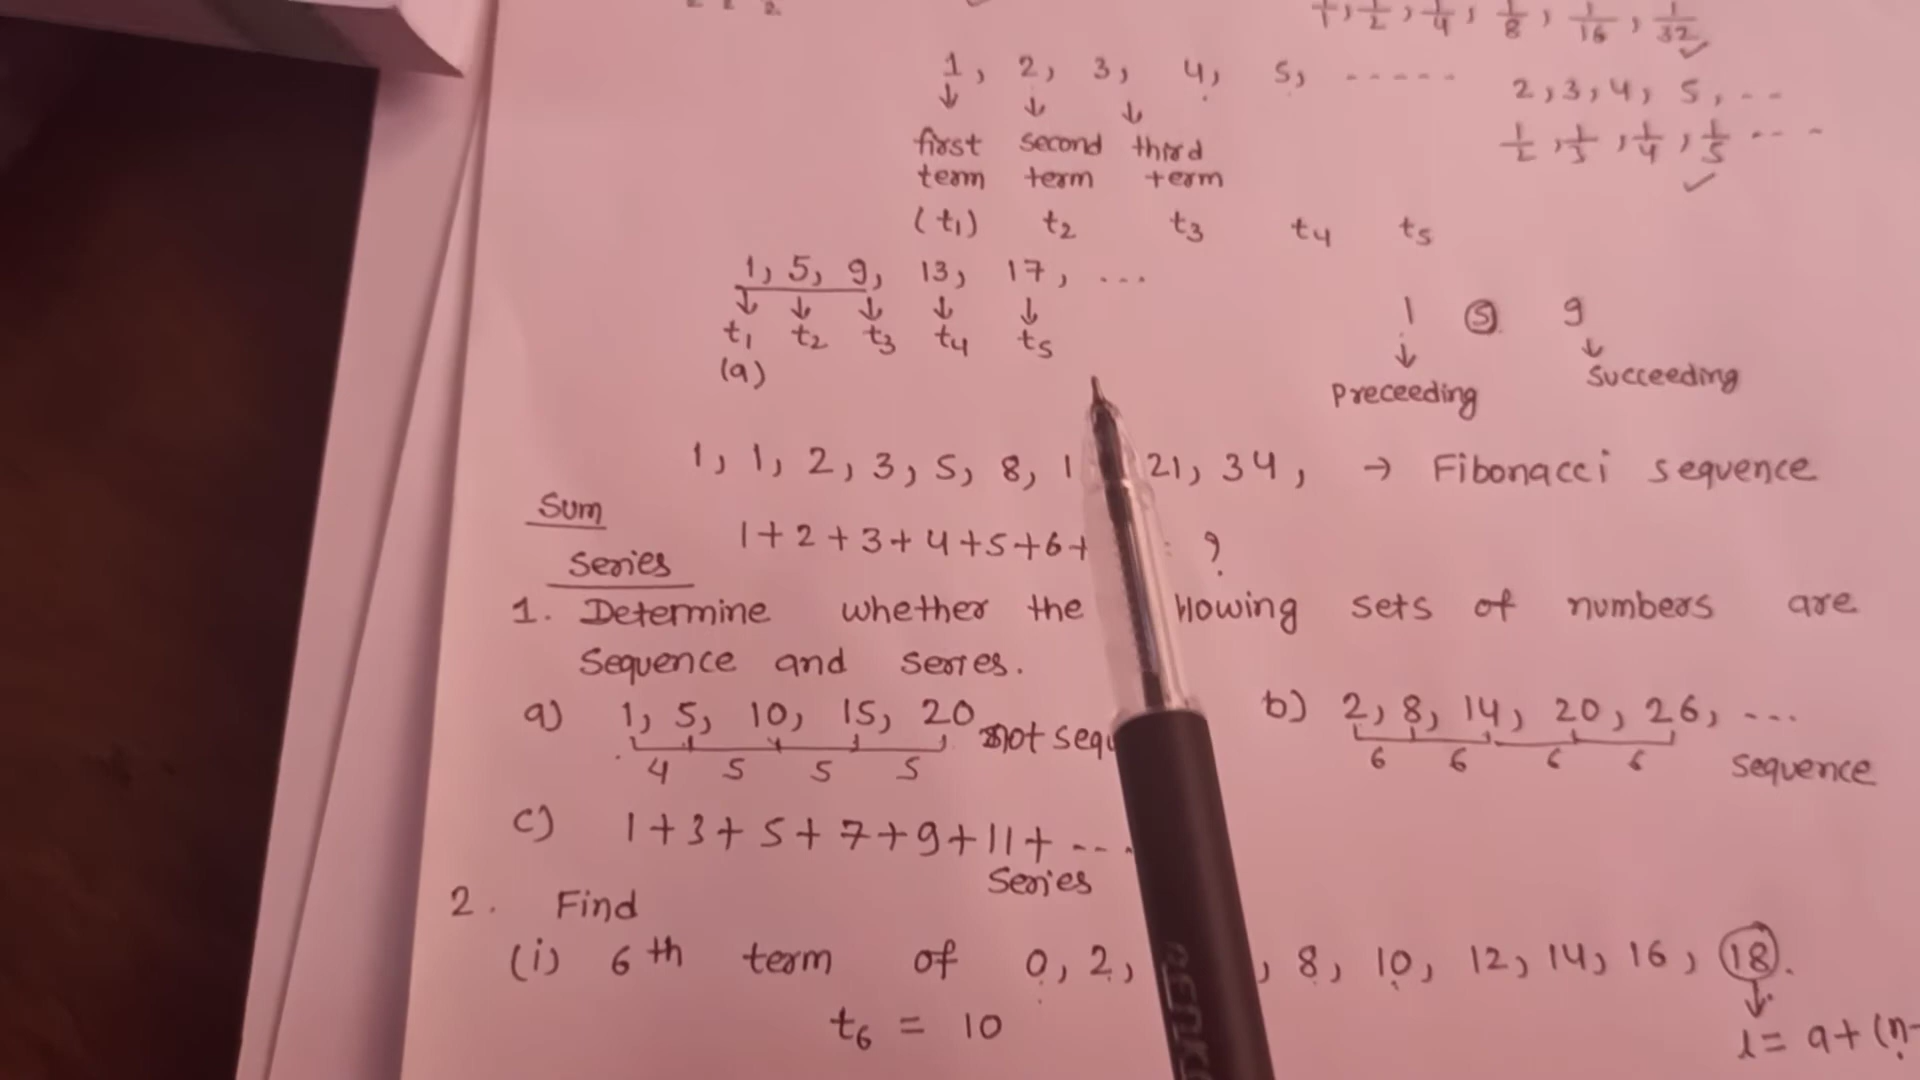 1, 1/2, 1/4, 1/8, 1/16, 1/32
1, 2, 3, 4, 5, .....
2, 3, 4, 5, ..
1/2, 1/3, 1/4, 1/5 ...
first second third
term term term
(t1) t2 t3 t4 t5
1, 5, 9, 13, 17, ...
t1 t2 t3 t4 t5
(a)
1 5 9
Preceeding Succeeding
1, 1, 2, 3, 5, 8, 1 21, 34, → Fibonacci sequence
Sum
1+2+3+4+5+6+ = ?
Series
1. Determine whether the llowing sets of numbers are
Sequence and series.
a) 1, 5, 10, 15, 20 not sequ
4 5 5 5
b) 2, 8, 14, 20, 26, ...
6 6 6 6 sequence
c) 1+3+5+7+9+11+ ...
Series
2. Find
(i) 6th term of 0, 2, , 8, 10, 12, 14, 16, 18.
t6 = 10
l = a+(n-